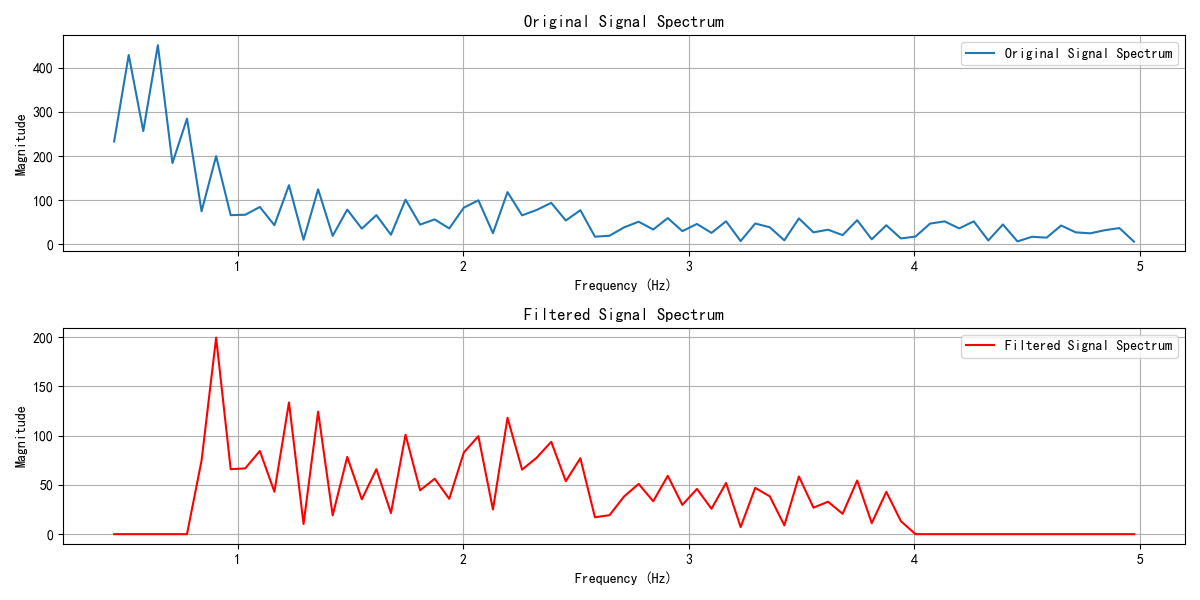 Original Signal Spectrum
Original Signal Spectrum
Magnitude
400
300
200
100
0
1 2 3 4 5
Frequency (Hz)
Filtered Signal Spectrum
Filtered Signal Spectrum
Magnitude
200
150
100
50
0
1 2 3 4 5
Frequency (Hz)